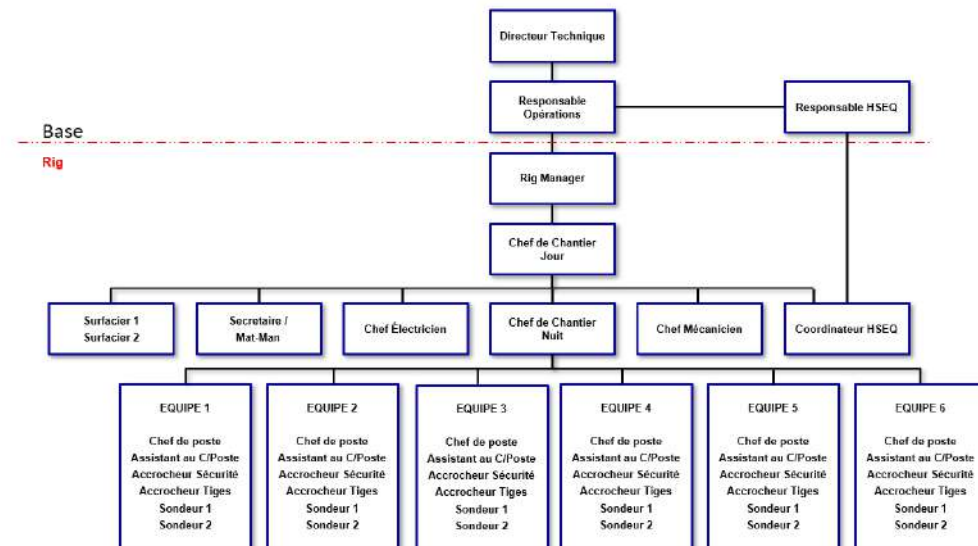 Directeur Technique
Responsable
Opérations
Responsable HSEQ
Base
Rig
Rig Manager
Chef de Chantier
Jour
Surfacier 1
Surfacier 2
Secretaire /
Mat-Man
Chef Électricien
Chef de Chantier
Nuit
Chef Mécanicien
Coordinateur HSEQ
EQUIPE 1
Chef de poste
Assistant au C/Poste
Accrocheur Sécurité
Accrocheur Tiges
Sondeur 1
Sondeur 2
EQUIPE 2
Chef de poste
Assistant au C/Poste
Accrocheur Sécurité
Accrocheur Tiges
Sondeur 1
Sondeur 2
EQUIPE 3
Chef de poste
Assistant au C/Poste
Accrocheur Sécurité
Accrocheur Tiges
Sondeur 1
Sondeur 2
EQUIPE 4
Chef de poste
Assistant au C/Poste
Accrocheur Sécurité
Accrocheur Tiges
Sondeur 1
Sondeur 2
EQUIPE 5
Chef de poste
Assistant au C/Poste
Accrocheur Sécurité
Accrocheur Tiges
Sondeur 1
Sondeur 2
EQUIPE 6
Chef de poste
Assistant au C/Poste
Accrocheur Sécurité
Accrocheur Tiges
Sondeur 1
Sondeur 2